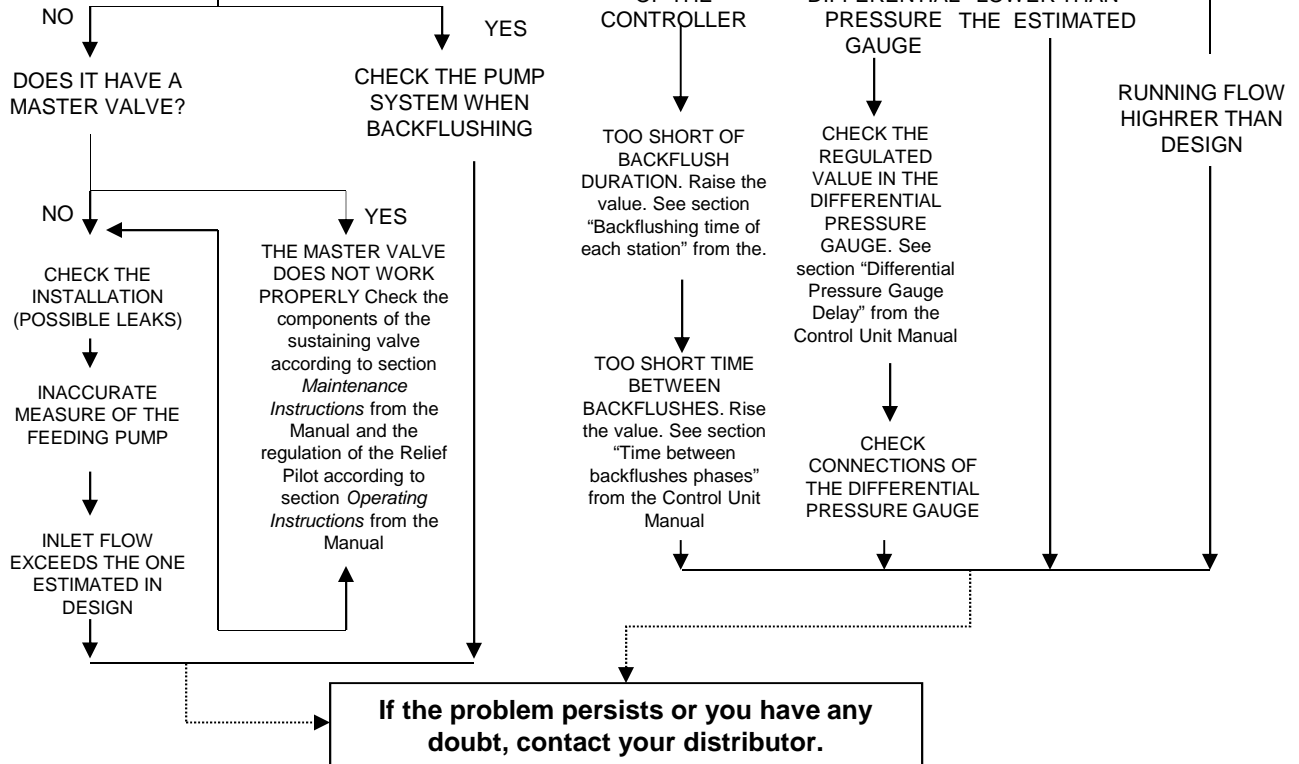 NO
YES
DOES IT HAVE A
MASTER VALVE?
CHECK THE PUMP
SYSTEM WHEN
BACKFLUSHING
OF THE
CONTROLLER
DIFFERENTIAL
PRESSURE
GAUGE
LOWER THAN
THE ESTIMATED
RUNNING FLOW
HIGHRER THAN
DESIGN
NO
YES
CHECK THE
INSTALLATION
(POSSIBLE LEAKS)
INACCURATE
MEASURE OF THE
FEEDING PUMP
INLET FLOW
EXCEEDS THE ONE
ESTIMATED IN
DESIGN
THE MASTER VALVE
DOES NOT WORK
PROPERLY Check the
components of the
sustaining valve
according to section
Maintenance
Instructions from the
Manual and the
regulation of the Relief
Pilot according to
section Operating
Instructions from the
Manual
TOO SHORT OF
BACKFLUSH
DURATION. Raise the
value. See section
“Backflushing time of
each station” from the.
TOO SHORT TIME
BETWEEN
BACKFLUSHES. Rise
the value. See section
“Time between
backflushes phases”
from the Control Unit
Manual
CHECK THE
REGULATED
VALUE IN THE
DIFFERENTIAL
PRESSURE
GAUGE. See
section “Differential
Pressure Gauge
Delay” from the
Control Unit Manual
CHECK
CONNECTIONS OF
THE DIFFERENTIAL
PRESSURE GAUGE
If the problem persists or you have any
doubt, contact your distributor.